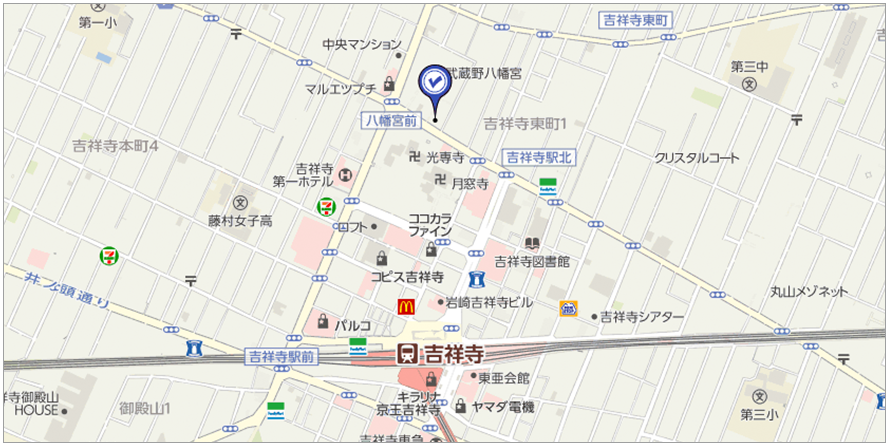 第一小
吉祥寺東町
中央マンション
第三中
マルエツプチ
武蔵野八幡宮
八幡宮前
吉祥寺東町1
吉祥寺本町4
光専寺
吉祥寺駅北
クリスタルコート
吉祥寺
第一ホテル
月窓寺
藤村女子高
ロフト
ココカラ
ファイン
コピス吉祥寺
吉祥寺図書館
井ノ頭通り
丸山メゾネット
岩崎吉祥寺ビル
吉祥寺シアター
パルコ
吉祥寺駅前
吉祥寺
東亜会館
キラリナ
京王吉祥寺
ヤマダ電機
祥寺御殿山
HOUSE
御殿山1
第三小
吉祥寺東急